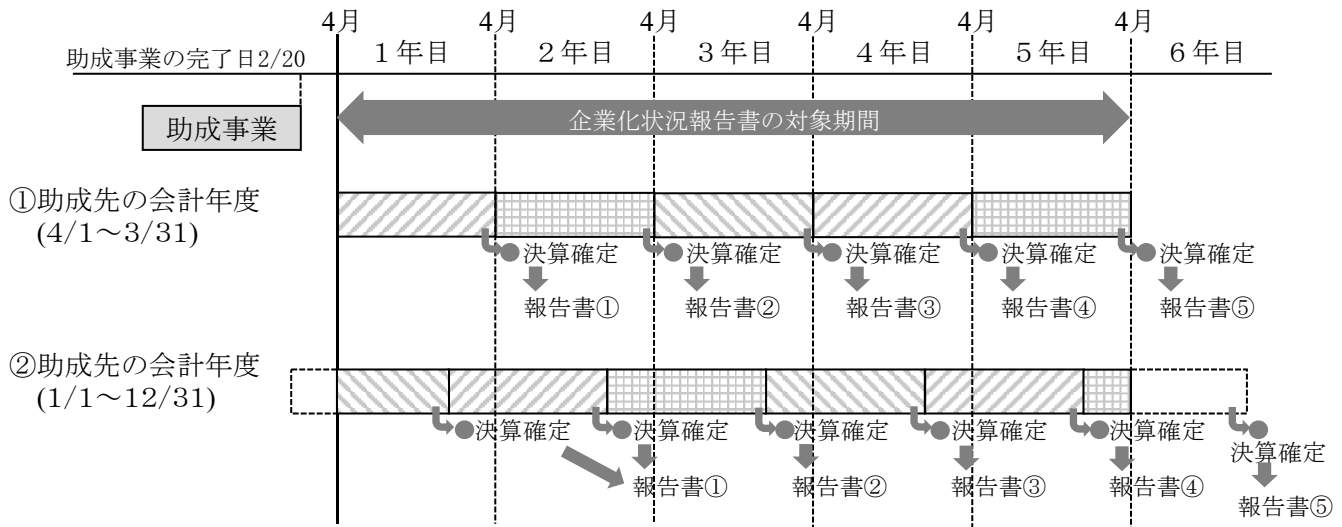 4月 4月 4月 4月 4月 4月
助成事業の完了日2/20 1年目 2年目 3年目 4年目 5年目 6年目
企業化状況報告書の対象期間
助成事業
①助成先の会計年度
(4/1～3/31)
決算確定 決算確定 決算確定 決算確定 決算確定
報告書① 報告書② 報告書③ 報告書④ 報告書⑤
②助成先の会計年度
(1/1～12/31)
決算確定 決算確定 決算確定 決算確定 決算確定
決算確定
報告書① 報告書② 報告書③ 報告書④
報告書⑤